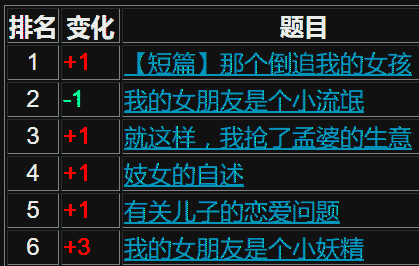 排名 变化 题目
1 +1 【短篇】那个倒追我的女孩
2 -1 我的女朋友是个小流氓
3 +1 就这样，我抢了孟婆的生意
4 +1 妓女的自述
5 +1 有关儿子的恋爱问题
6 +3 我的女朋友是个小妖精